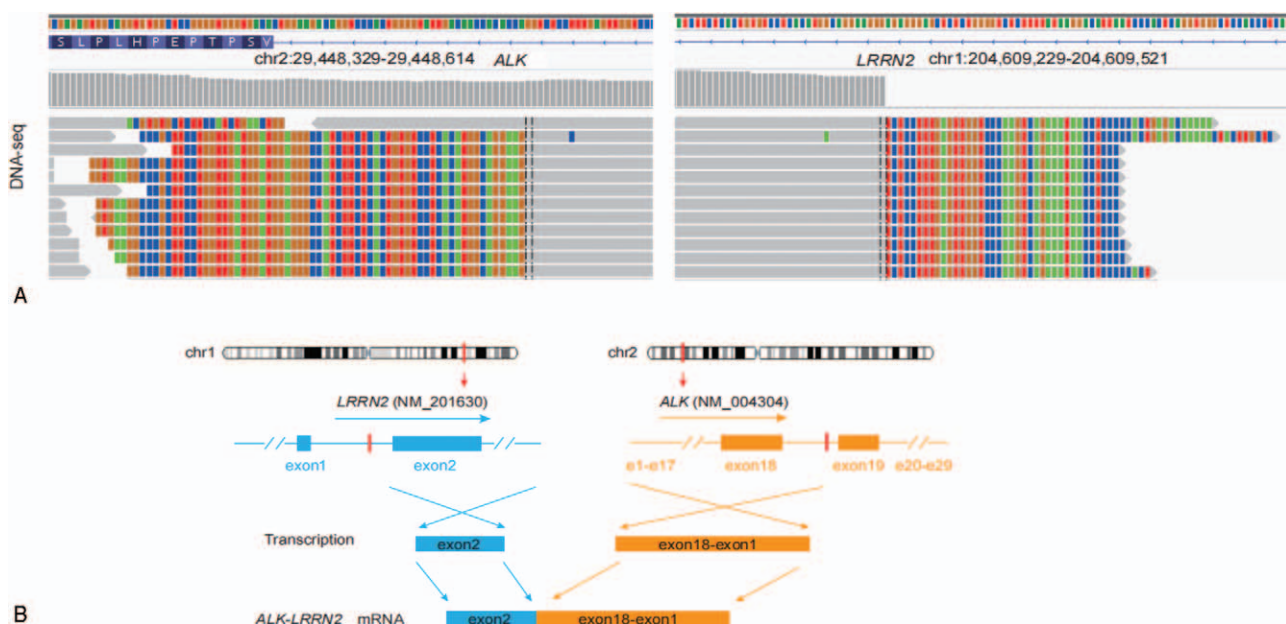 S L P L H P E P T P S V
chr2:29,448,329-29,448,614 ALK
LRRN2 chr1:204,609,229-204,609,521
DNA-seq
A
chr1
chr2
LRRN2 (NM_201630)
ALK (NM_004304)
exon1
exon2
e1-e17
exon18
exon19
e20-e29
Transcription
exon2
exon18-exon1
B
ALK-LRRN2 mRNA
exon2
exon18-exon1